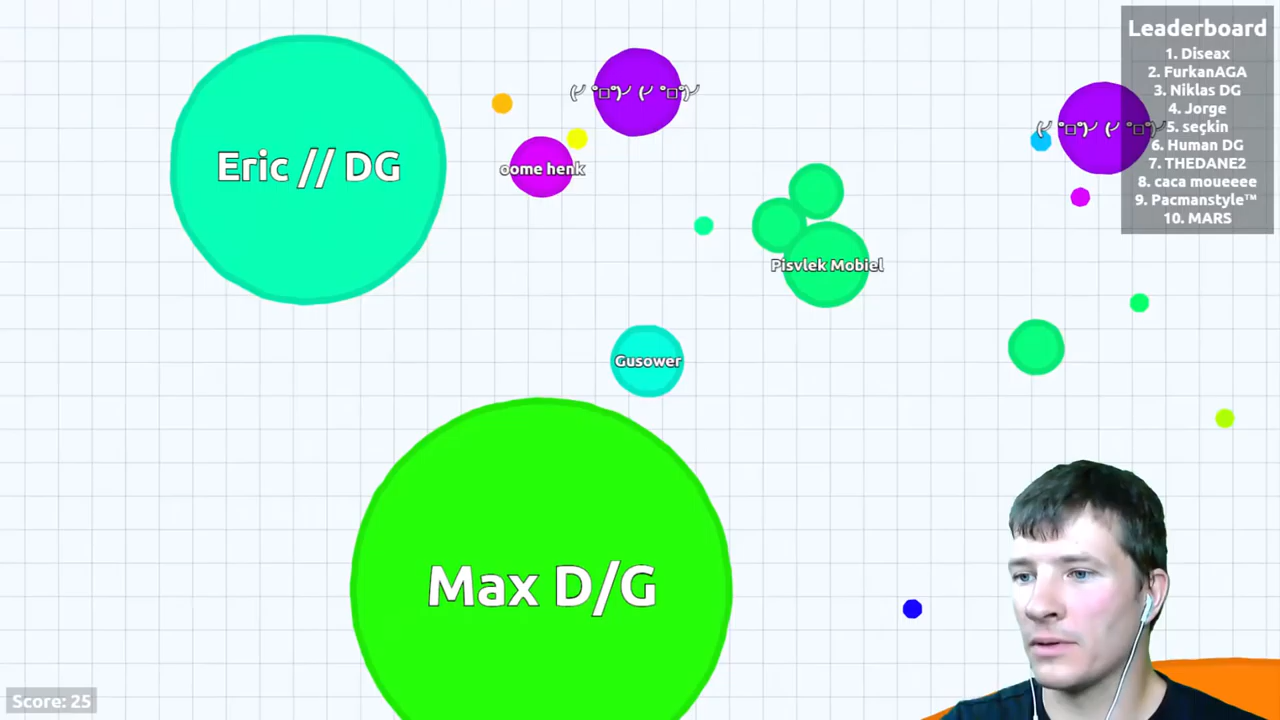 Leaderboard
1. Diseax
2. FurkanAGA
3. Niklas DG
4. Jorge
5. seçkin
6. Human DG
7. THEDANE2
8. caca moueeee
9. Pacmanstyle™
10. MARS
Eric // DG
oome henk
Pisvlek Mobiel
Gusower
Max D/G
Score: 25